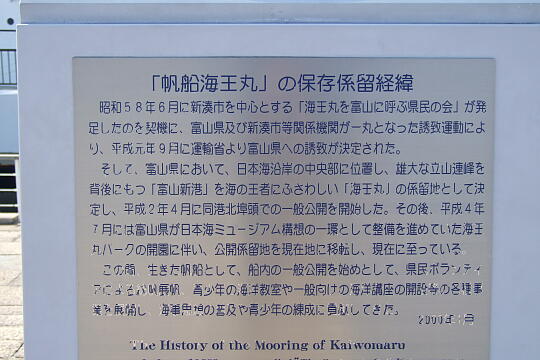 「帆船海王丸」の保存係留経緯
昭和58年6月に新湊市を中心とする「海王丸を富山に呼ぶ県民の会」が発
足したのを契機に、富山県及び新湊市等関係機関が一丸となった誘致運動によ
り、平成元年9月に運輸省より富山県への誘致が決定された。
そして、富山県において、日本海沿岸の中央部に位置し、雄大な立山連峰を
背後にもつ「富山新港」を海の王者にふさわしい「海王丸」の係留地として決
定し、平成2年4月に同港北埠頭での一般公開を開始した。その後、平成4年
7月には富山県が日本海ミュージアム構想の一環として整備を進めていた海王
丸パークの開園に伴い、公開係留地を現在地に移転し、現在に至っている。
この間、生きた帆船として、船内の一般公開を始めとして、県民ボランティ
アによる総帆展帆、青少年の海洋教室や一般向けの海洋講座の開設等の各種事
業を展開し、海事思想の普及や青少年の練成に貢献してきた。
The History of the Mooring of Kaiwomaru